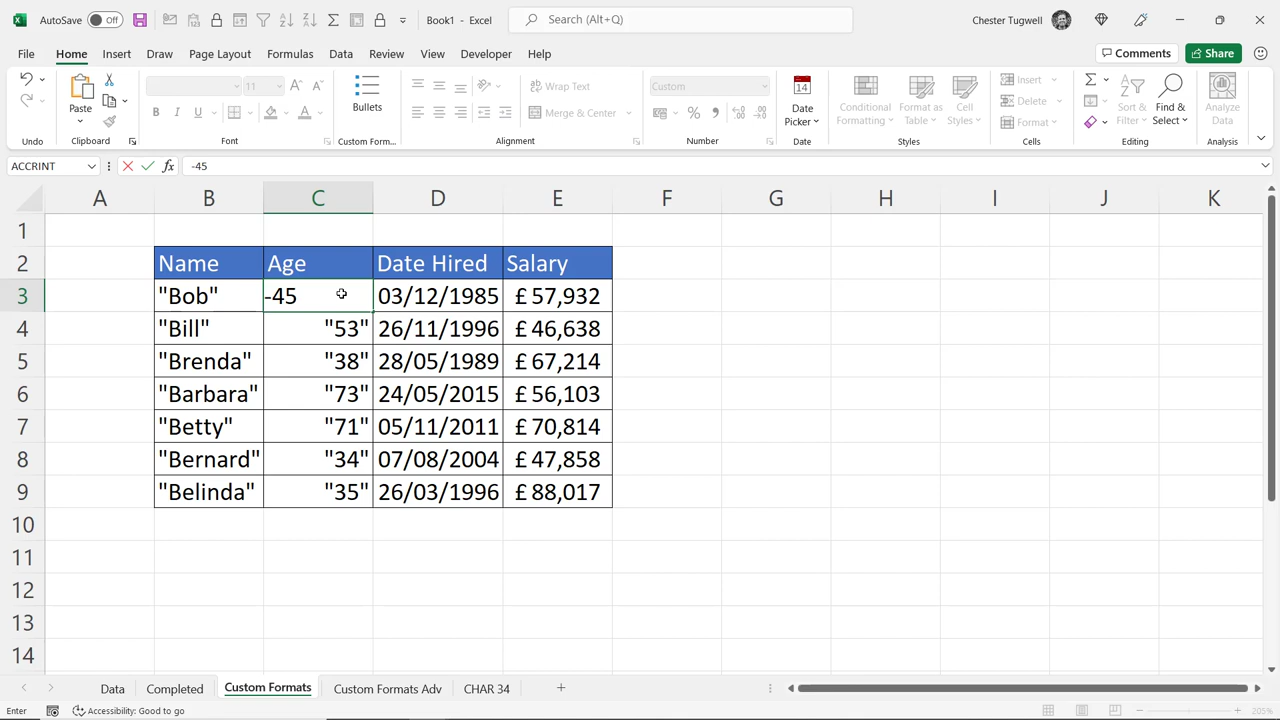 AutoSave Off Book1 - Excel Search (Alt+Q) Chester Tugwell
File Home Insert Draw Page Layout Formulas Data Review View Developer Help Comments Share
Paste 11 Bullets Wrap Text Custom Date Conditional Format as Cell Insert Σ Sort & Find & Analyze
Merge & Center Picker Formatting Table Styles Delete Filter Select Data
Format
Undo Clipboard Font Custom Form... Alignment Number Date Styles Cells Editing Analysis
ACCRINT fx -45
A B C D E F G H I J K
1
2 Name Age Date Hired Salary
3 "Bob" -45 03/12/1985 £ 57,932
4 "Bill" "53" 26/11/1996 £ 46,638
5 "Brenda" "38" 28/05/1989 £ 67,214
6 "Barbara" "73" 24/05/2015 £ 56,103
7 "Betty" "71" 05/11/2011 £ 70,814
8 "Bernard" "34" 07/08/2004 £ 47,858
9 "Belinda" "35" 26/03/1996 £ 88,017
10
11
12
13
14
Data Completed Custom Formats Custom Formats Adv CHAR 34
Enter Accessibility: Good to go 205%